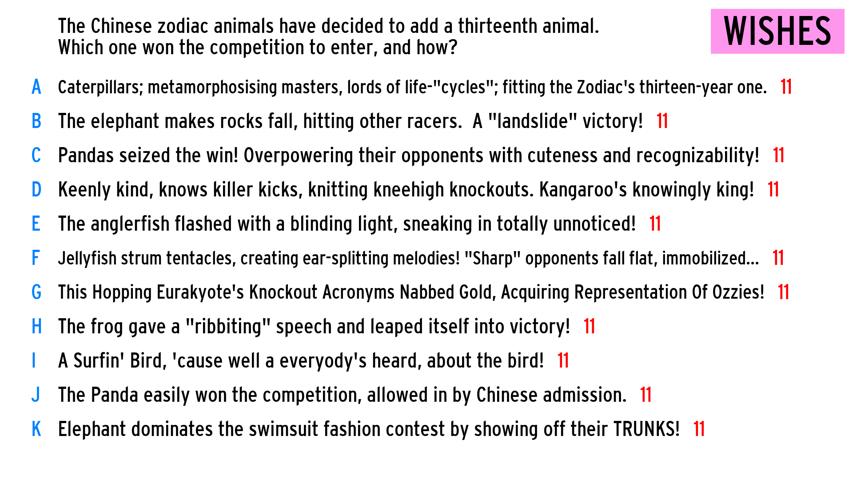 The Chinese zodiac animals have decided to add a thirteenth animal.
Which one won the competition to enter, and how?
WISHES
A Caterpillars; metamorphosising masters, lords of life-"cycles"; fitting the Zodiac's thirteen-year one. 11
B The elephant makes rocks fall, hitting other racers. A "landslide" victory! 11
C Pandas seized the win! Overpowering their opponents with cuteness and recognizability! 11
D Keenly kind, knows killer kicks, knitting kneehigh knockouts. Kangaroo's knowingly king! 11
E The anglerfish flashed with a blinding light, sneaking in totally unnoticed! 11
F Jellyfish strum tentacles, creating ear-splitting melodies! "Sharp" opponents fall flat, immobilized... 11
G This Hopping Eurakyote's Knockout Acronyms Nabbed Gold, Acquiring Representation Of Ozzies! 11
H The frog gave a "ribbiting" speech and leaped itself into victory! 11
I A Surfin' Bird, 'cause well a everyody's heard, about the bird! 11
J The Panda easily won the competition, allowed in by Chinese admission. 11
K Elephant dominates the swimsuit fashion contest by showing off their TRUNKS! 11